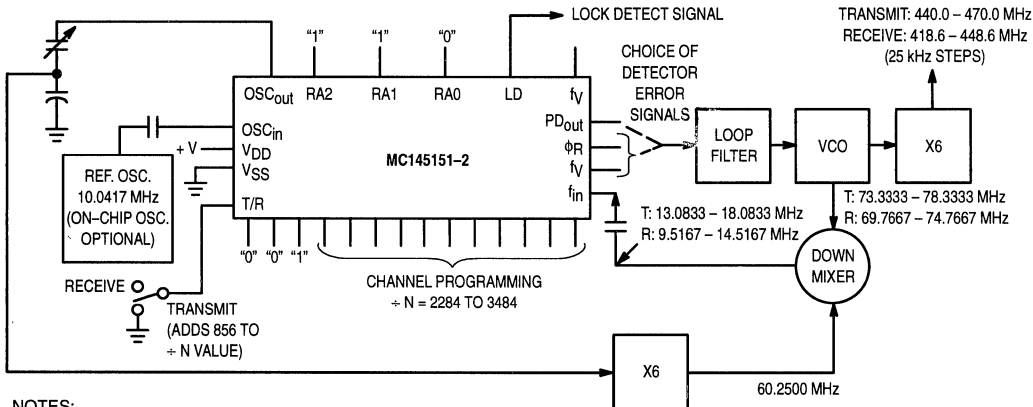 LOCK DETECT SIGNAL
TRANSMIT: 440.0 – 470.0 MHz
RECEIVE: 418.6 – 448.6 MHz
(25 kHz STEPS)
“1” “1” “0”
CHOICE OF
DETECTOR
ERROR
SIGNALS
OSCout RA2 RA1 RA0 LD fV
OSCin
+ V VDD
VSS
T/R
MC145151–2
PDout
ϕR
fV
fin
LOOP
FILTER
VCO
X6
REF. OSC.
10.0417 MHz
(ON–CHIP OSC.
OPTIONAL)
T: 13.0833 – 18.0833 MHz
R: 9.5167 – 14.5167 MHz
T: 73.3333 – 78.3333 MHz
R: 69.7667 – 74.7667 MHz
DOWN
MIXER
“0” “0” “1”
CHANNEL PROGRAMMING
÷ N = 2284 TO 3484
RECEIVE
TRANSMIT
(ADDS 856 TO
÷ N VALUE)
X6
60.2500 MHz
NOTES: